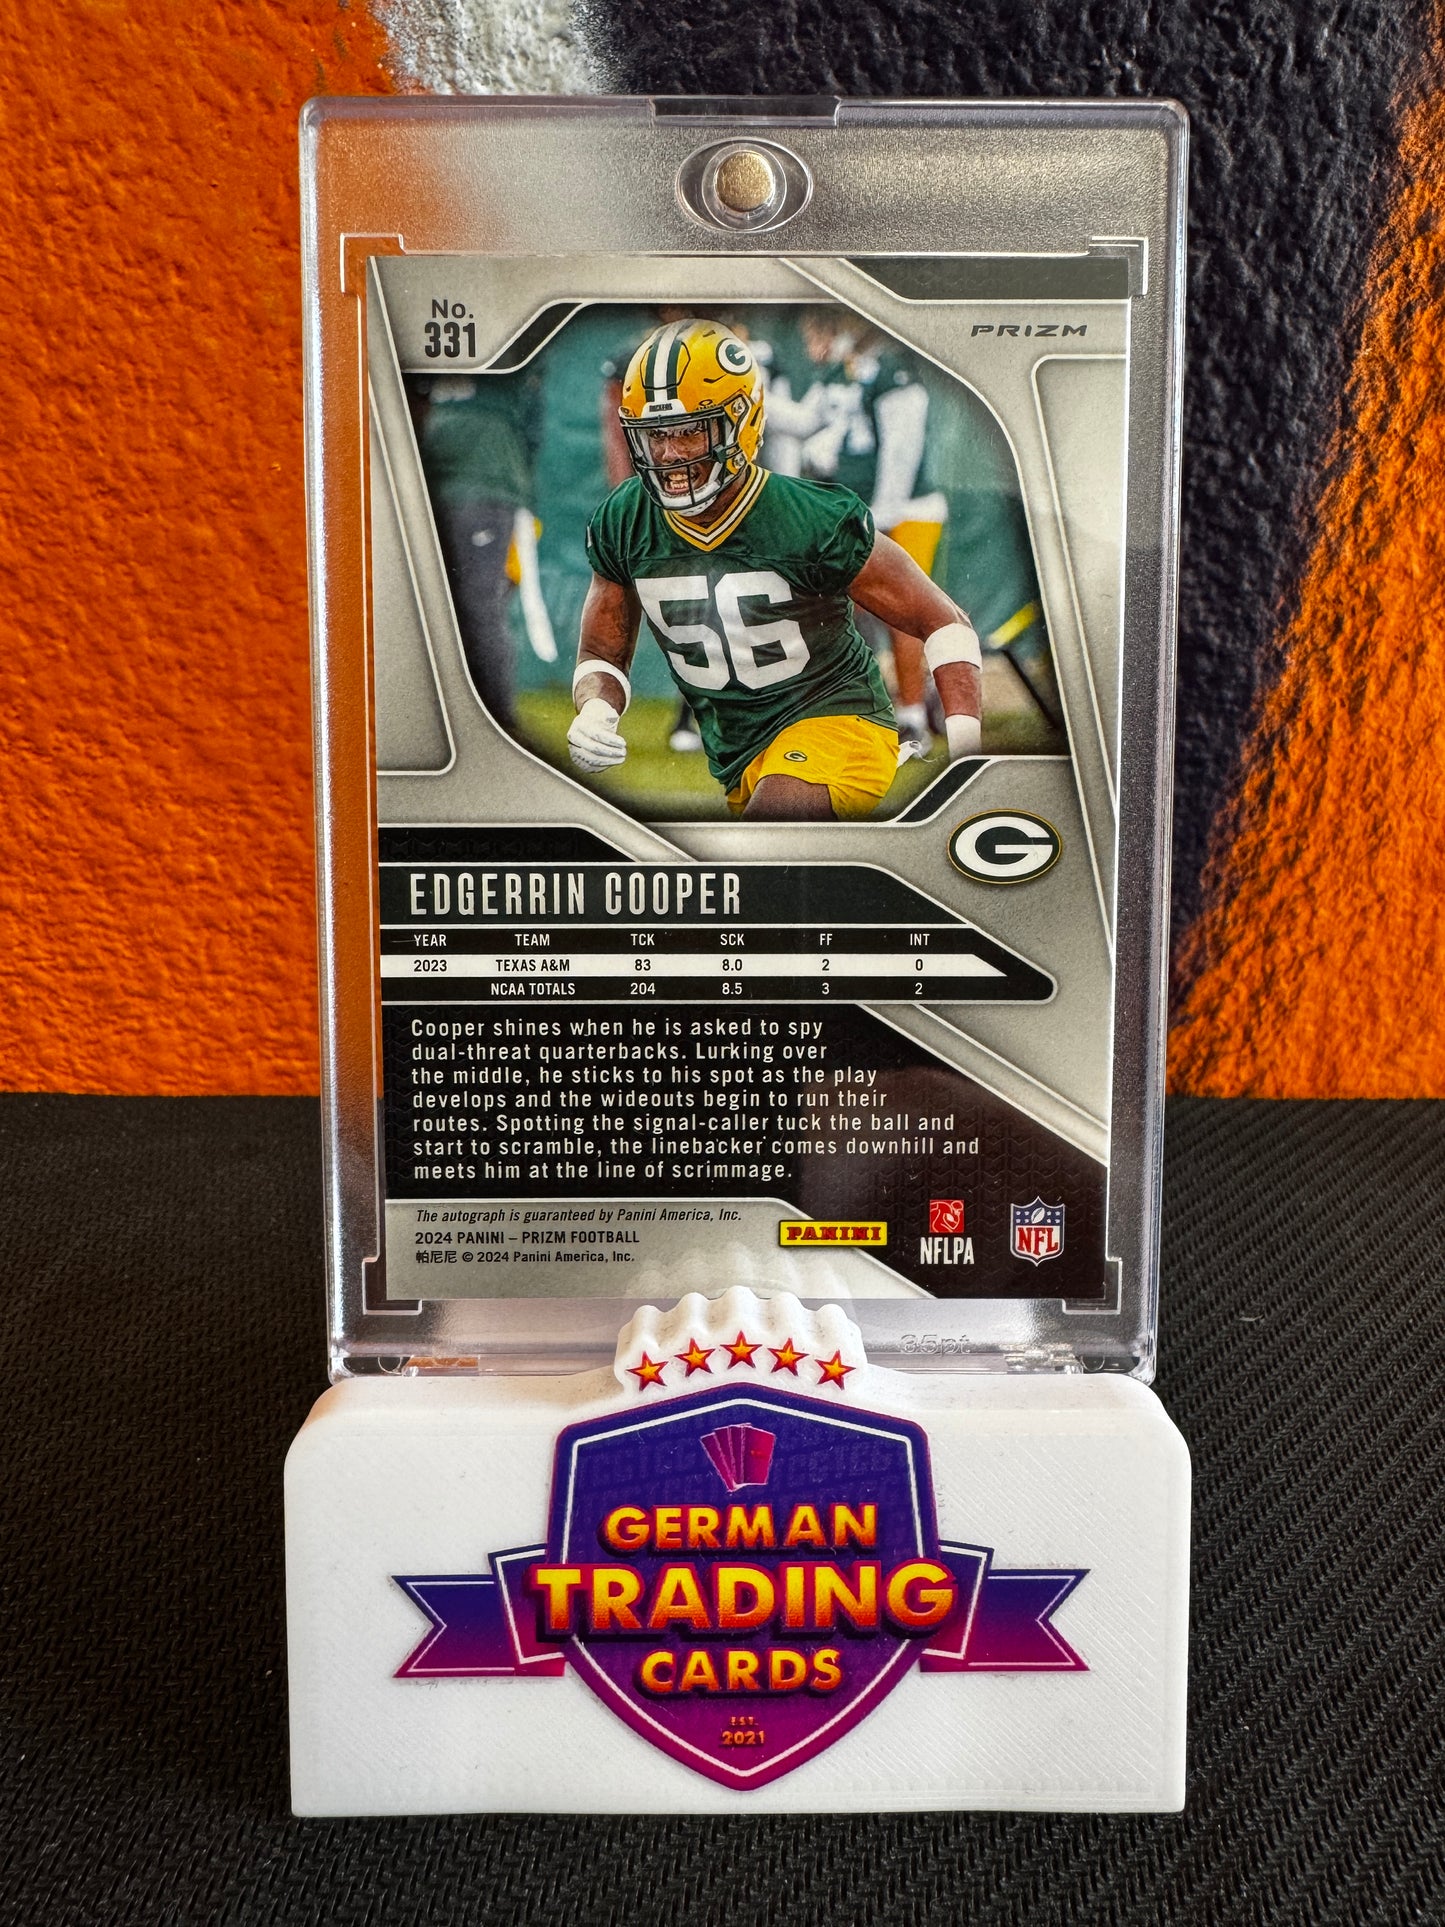 No.
331
PRIZM
PACKERS
G
56
G
EDGERRIN COOPER
YEAR TEAM TCK SCK FF INT
2023 TEXAS A&M 83 8.0 2 0
NCAA TOTALS 204 8.5 3 2
Cooper shines when he is asked to spy
dual-threat quarterbacks. Lurking over
the middle, he sticks to his spot as the play
develops and the wideouts begin to run their
routes. Spotting the signal-caller tuck the ball and
start to scramble, the linebacker comes downhill and
meets him at the line of scrimmage.
The autograph is guaranteed by Panini America, Inc.
2024 PANINI – PRIZM FOOTBALL
帕尼尼 © 2024 Panini America, Inc.
PANINI
NFLPA
NFL
35pt
GERMAN
TRADING
CARDS
EST.
2021